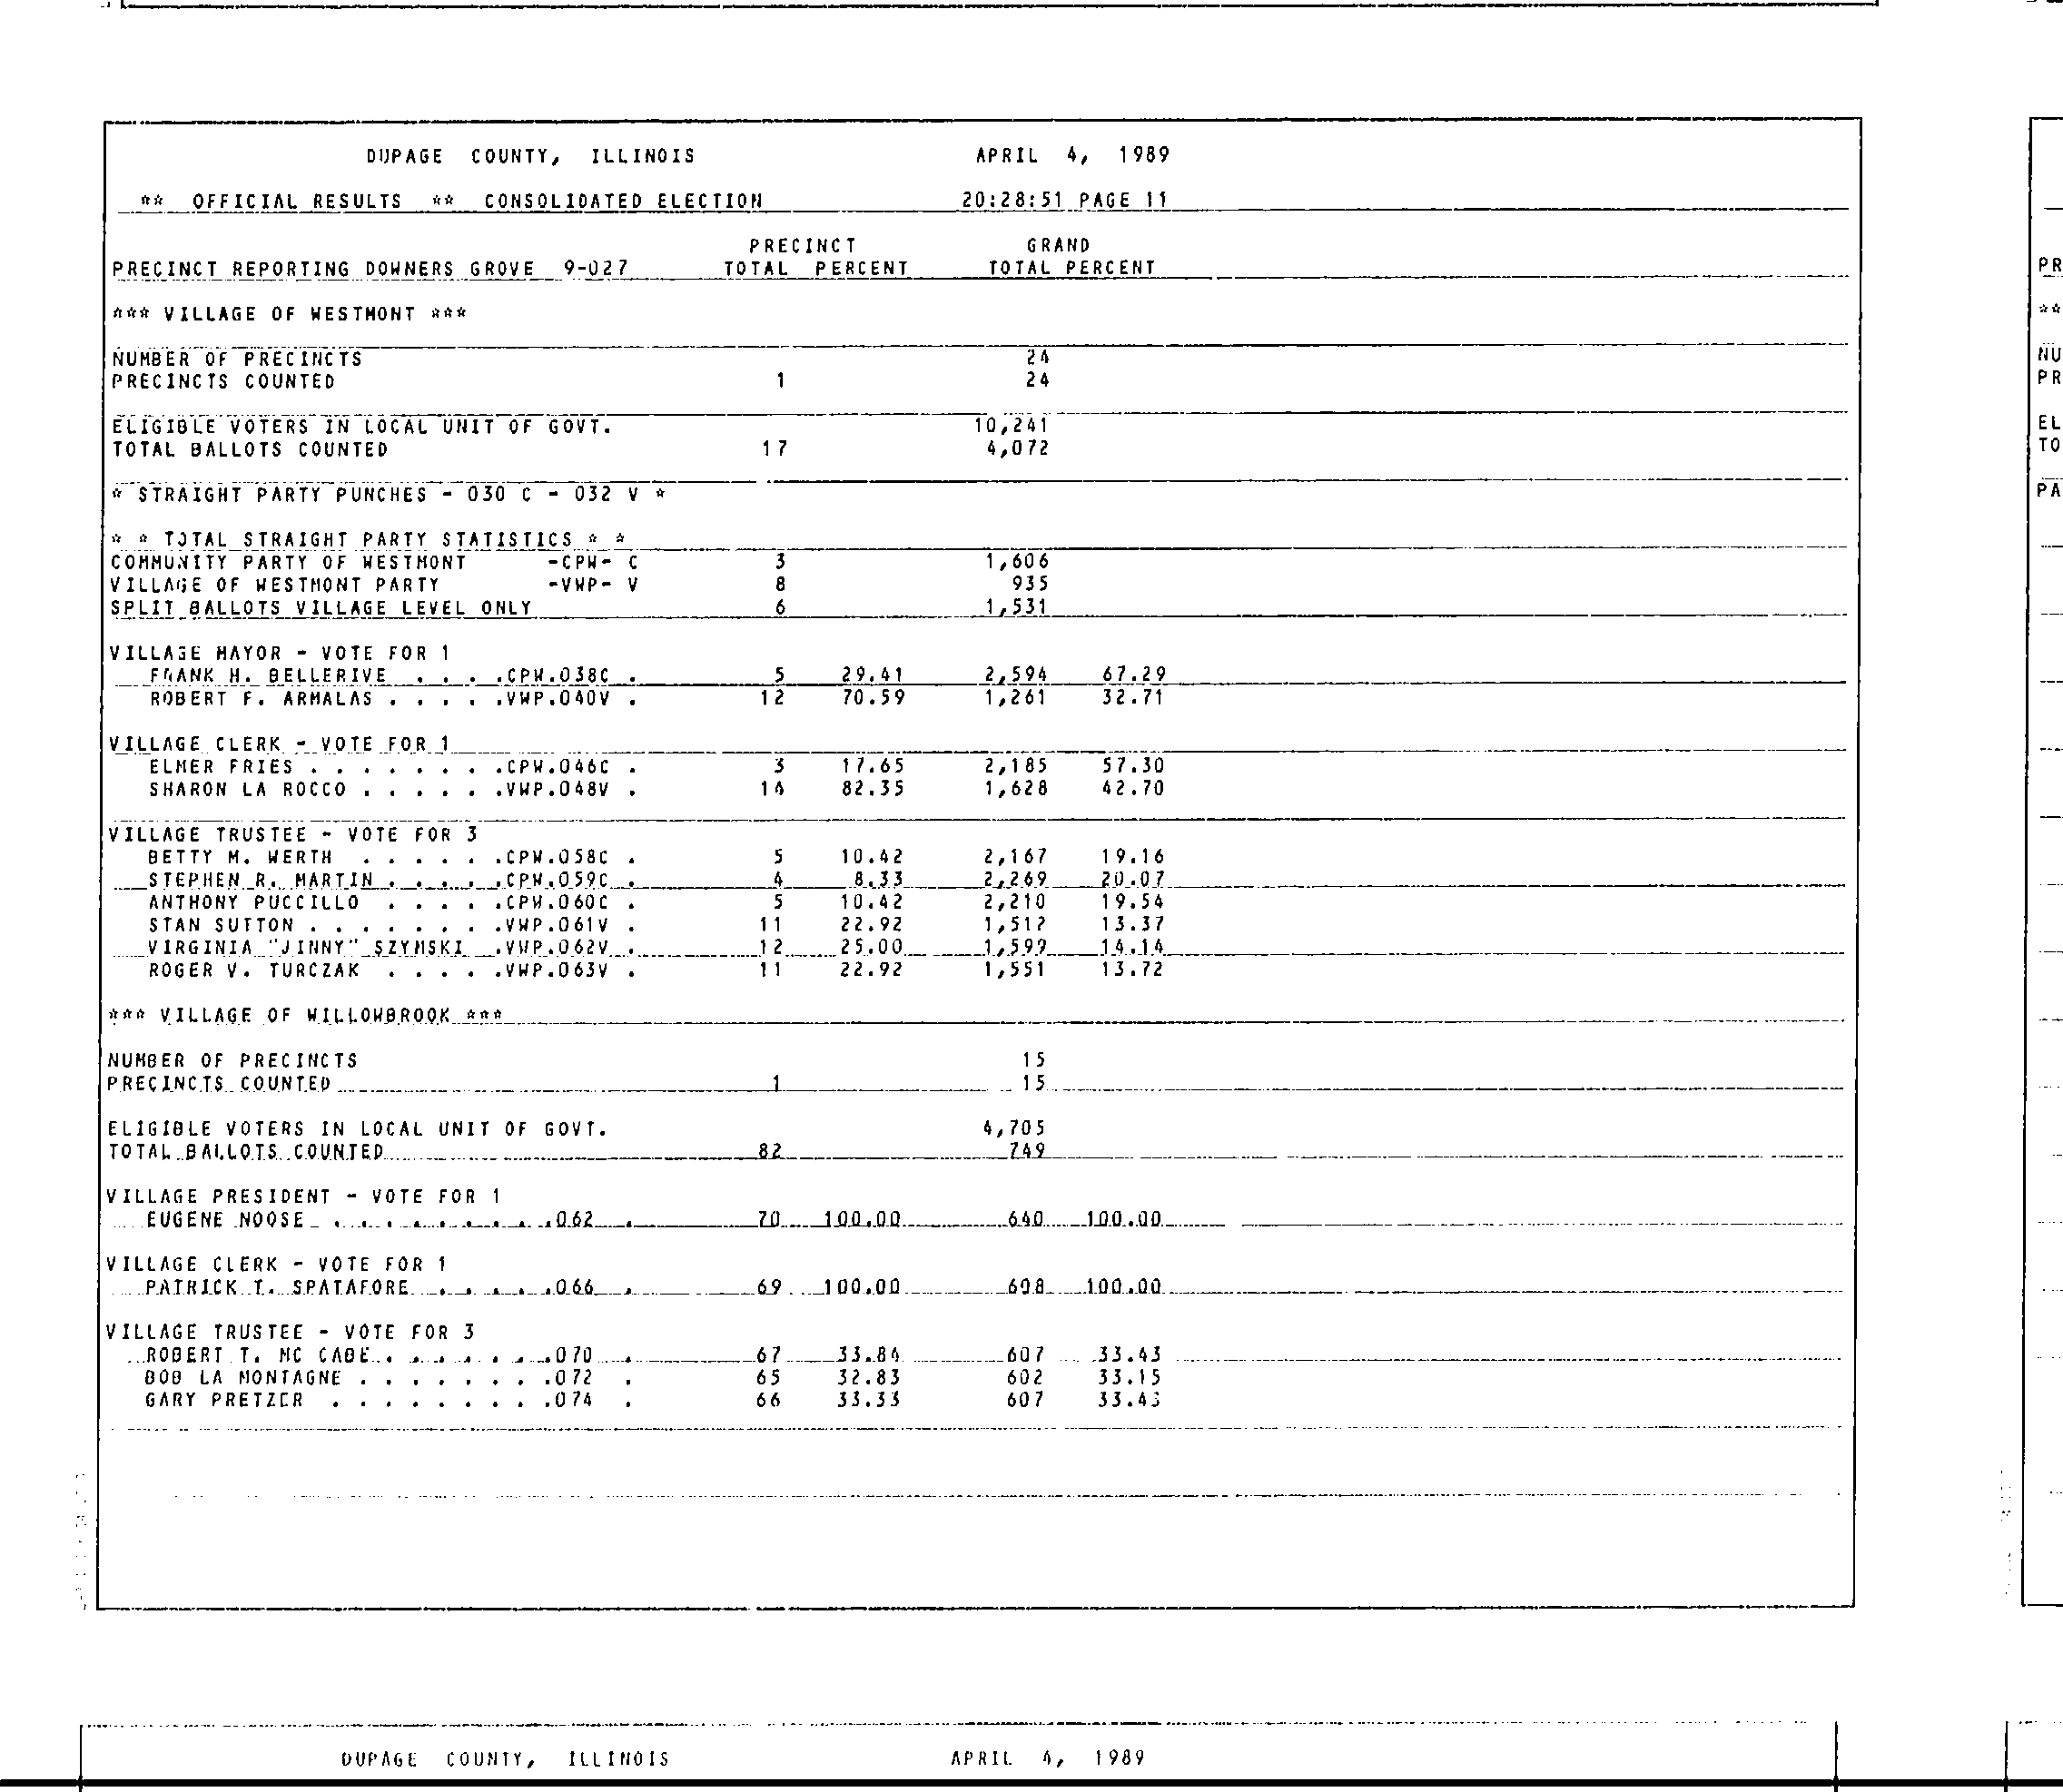 DUPAGE COUNTY, ILLINOIS APRIL 4, 1989
** OFFICIAL RESULTS ** CONSOLIDATED ELECTION 20:28:51 PAGE 11
PRECINCT GRAND
PRECINCT REPORTING DOWNERS GROVE 9-027 TOTAL PERCENT TOTAL PERCENT
*** VILLAGE OF WESTMONT ***
NUMBER OF PRECINCTS 24
PRECINCTS COUNTED 1 24
ELIGIBLE VOTERS IN LOCAL UNIT OF GOVT. 10,241
TOTAL BALLOTS COUNTED 17 4,072
* STRAIGHT PARTY PUNCHES - 030 C - 032 V *
* * TOTAL STRAIGHT PARTY STATISTICS * *
COMMUNITY PARTY OF WESTMONT -CPW- C 3 1,606
VILLAGE OF WESTMONT PARTY -VWP- V 8 935
SPLIT BALLOTS VILLAGE LEVEL ONLY 6 1,531
VILLAGE MAYOR - VOTE FOR 1
FRANK H. BELLERIVE . . . .CPW.038C . 5 29.41 2,594 67.29
ROBERT F. ARMALAS . . . . .VWP.040V . 12 70.59 1,261 32.71
VILLAGE CLERK - VOTE FOR 1
ELMER FRIES . . . . . . . .CPW.046C . 3 17.65 2,185 57.30
SHARON LA ROCCO . . . . . .VWP.048V . 14 82.35 1,628 42.70
VILLAGE TRUSTEE - VOTE FOR 3
BETTY M. WERTH . . . . . .CPW.058C . 5 10.42 2,167 19.16
STEPHEN R. MARTIN . . . . .CPW.059C . 4 8.33 2,269 20.07
ANTHONY PUCCILLO . . . . .CPW.060C . 5 10.42 2,210 19.54
STAN SUTTON . . . . . . . .VWP.061V . 11 22.92 1,512 13.37
VIRGINIA "JINNY" SZYMSKI .VWP.062V . 12 25.00 1,599 14.14
ROGER V. TURCZAK . . . . .VWP.063V . 11 22.92 1,551 13.72
*** VILLAGE OF WILLOWBROOK ***
NUMBER OF PRECINCTS 15
PRECINCTS COUNTED 1 15
ELIGIBLE VOTERS IN LOCAL UNIT OF GOVT. 4,705
TOTAL BALLOTS COUNTED 82 749
VILLAGE PRESIDENT - VOTE FOR 1
EUGENE NOOSE . . . . . . . . .062 . 70 100.00 640 100.00
VILLAGE CLERK - VOTE FOR 1
PATRICK T. SPATAFORE . . . . .066 . 69 100.00 608 100.00
VILLAGE TRUSTEE - VOTE FOR 3
ROBERT T. MC CABE . . . . . . .070 . 67 33.84 607 33.43
BOB LA MONTAGNE . . . . . . . .072 . 65 32.83 602 33.15
GARY PRETZER . . . . . . . . .074 . 66 33.33 607 33.43
DUPAGE COUNTY, ILLINOIS APRIL 4, 1989
PR
**
NU
PR
EL
TO
PA